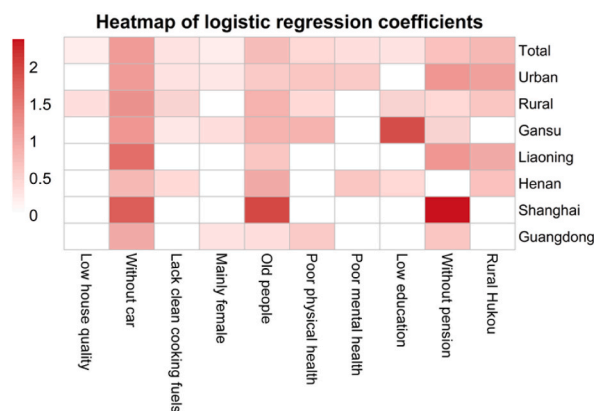 Heatmap of logistic regression coefficients
2
1.5
1
0.5
0
Total
Urban
Rural
Gansu
Liaoning
Henan
Shanghai
Guangdong
Low house quality
Without car
Lack clean cooking fuels
Mainly female
Old people
Poor physical health
Poor mental health
Low education
Without pension
Rural Hukou